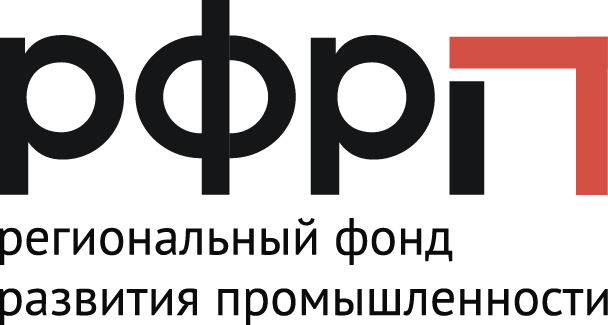 рфрп
региональный фонд
развития промышленности